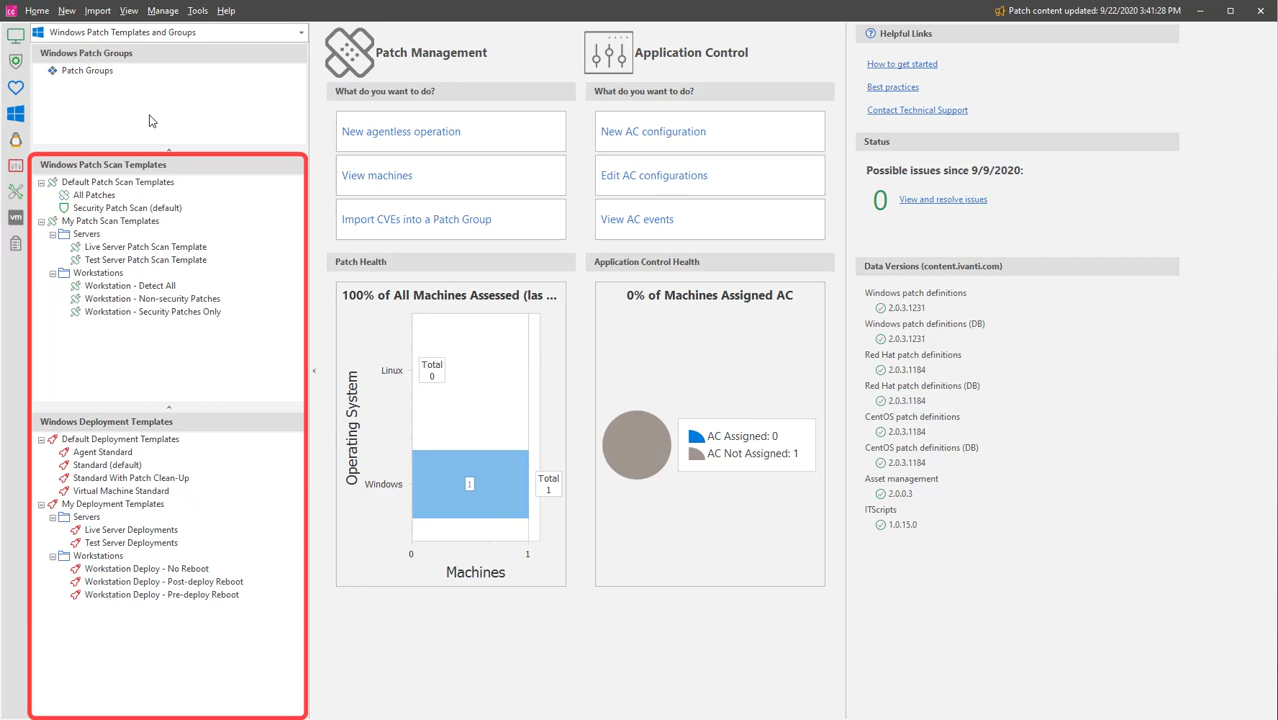 Home New Import View Manage Tools Help
Patch content updated: 9/22/2020 3:41:28 PM
Windows Patch Templates and Groups
Windows Patch Groups
Patch Groups
Windows Patch Scan Templates
Default Patch Scan Templates
All Patches
Security Patch Scan (default)
My Patch Scan Templates
Servers
Live Server Patch Scan Template
Test Server Patch Scan Template
Workstations
Workstation - Detect All
Workstation - Non-security Patches
Workstation - Security Patches Only
Windows Deployment Templates
Default Deployment Templates
Agent Standard
Standard (default)
Standard With Patch Clean-Up
Virtual Machine Standard
My Deployment Templates
Servers
Live Server Deployments
Test Server Deployments
Workstations
Workstation Deploy - No Reboot
Workstation Deploy - Post-deploy Reboot
Workstation Deploy - Pre-deploy Reboot
vm
Patch Management
What do you want to do?
New agentless operation
View machines
Import CVEs into a Patch Group
Patch Health
100% of All Machines Assessed (las ...
Operating System
Linux
Total
0
Windows
1
Total
1
0
1
Machines
Application Control
What do you want to do?
New AC configuration
Edit AC configurations
View AC events
Application Control Health
0% of Machines Assigned AC
AC Assigned: 0
AC Not Assigned: 1
Helpful Links
How to get started
Best practices
Contact Technical Support
Status
Possible issues since 9/9/2020:
0 View and resolve issues
Data Versions (content.ivanti.com)
Windows patch definitions
2.0.3.1231
Windows patch definitions (DB)
2.0.3.1231
Red Hat patch definitions
2.0.3.1184
Red Hat patch definitions (DB)
2.0.3.1184
CentOS patch definitions
2.0.3.1184
CentOS patch definitions (DB)
2.0.3.1184
Asset management
2.0.0.3
ITScripts
1.0.15.0